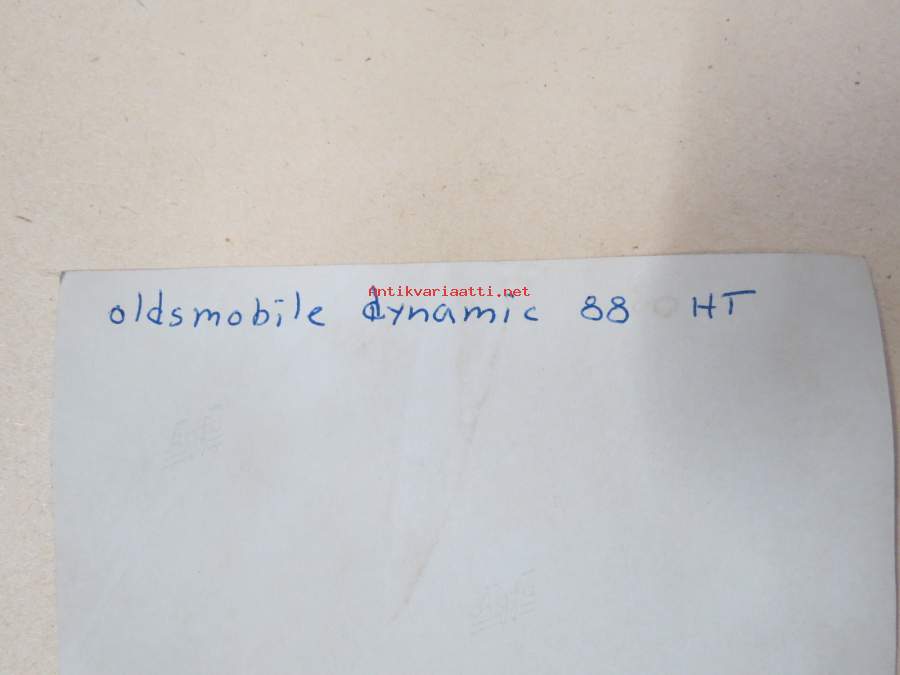 Antikvariaatti.net
oldsmobile dynamic 88 HT